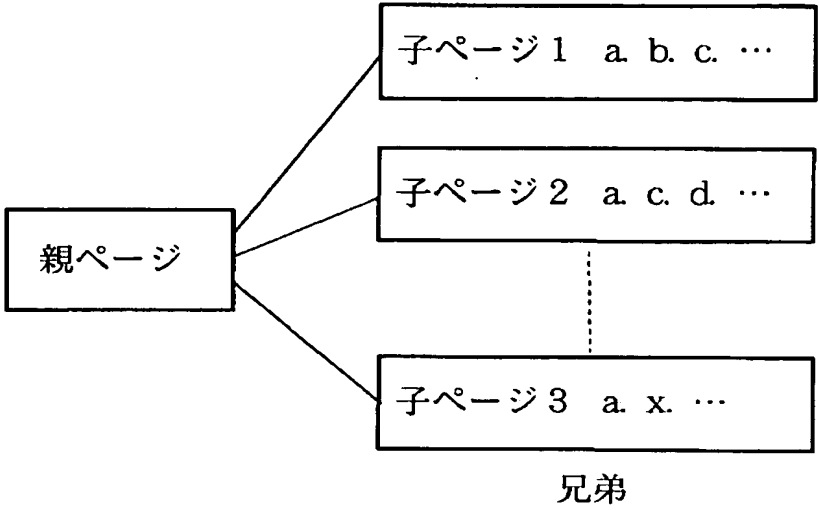 子ページ1 a. b. c. …
子ページ2 a. c. d. …
親ページ
子ページ3 a. x. …
兄弟